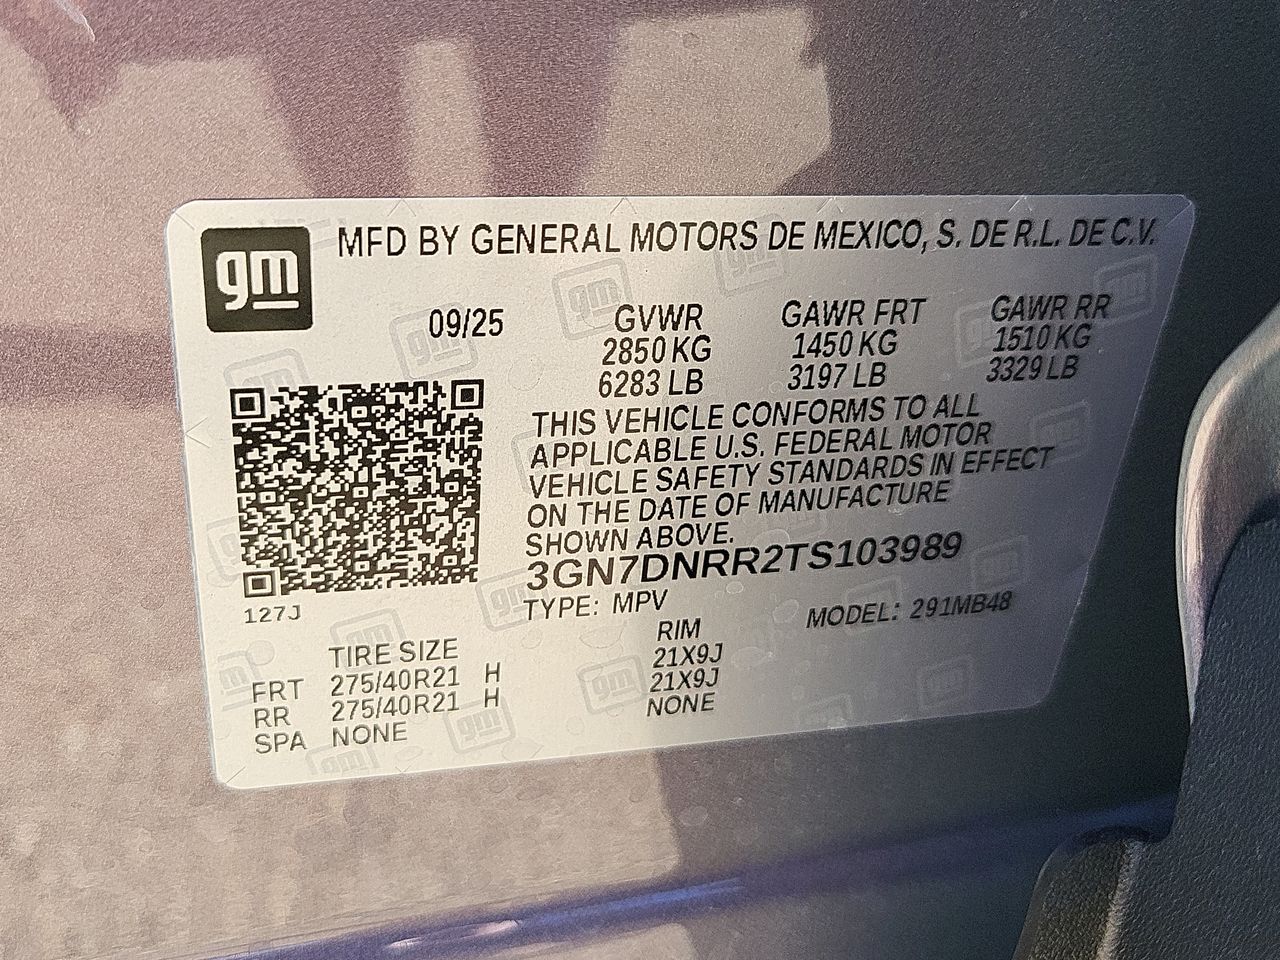 gm MFD BY GENERAL MOTORS DE MEXICO, S. DE R.L. DE C.V.
09/25 GVWR GAWR FRT GAWR RR
2850 KG 1450 KG 1510 KG
6283 LB 3197 LB 3329 LB
THIS VEHICLE CONFORMS TO ALL
APPLICABLE U.S. FEDERAL MOTOR
VEHICLE SAFETY STANDARDS IN EFFECT
ON THE DATE OF MANUFACTURE
SHOWN ABOVE.
3GN7DNRR2TS103989
127J TYPE: MPV MODEL: 291MB48
TIRE SIZE RIM
FRT 275/40R21 H 21X9J
RR 275/40R21 H 21X9J
SPA NONE NONE